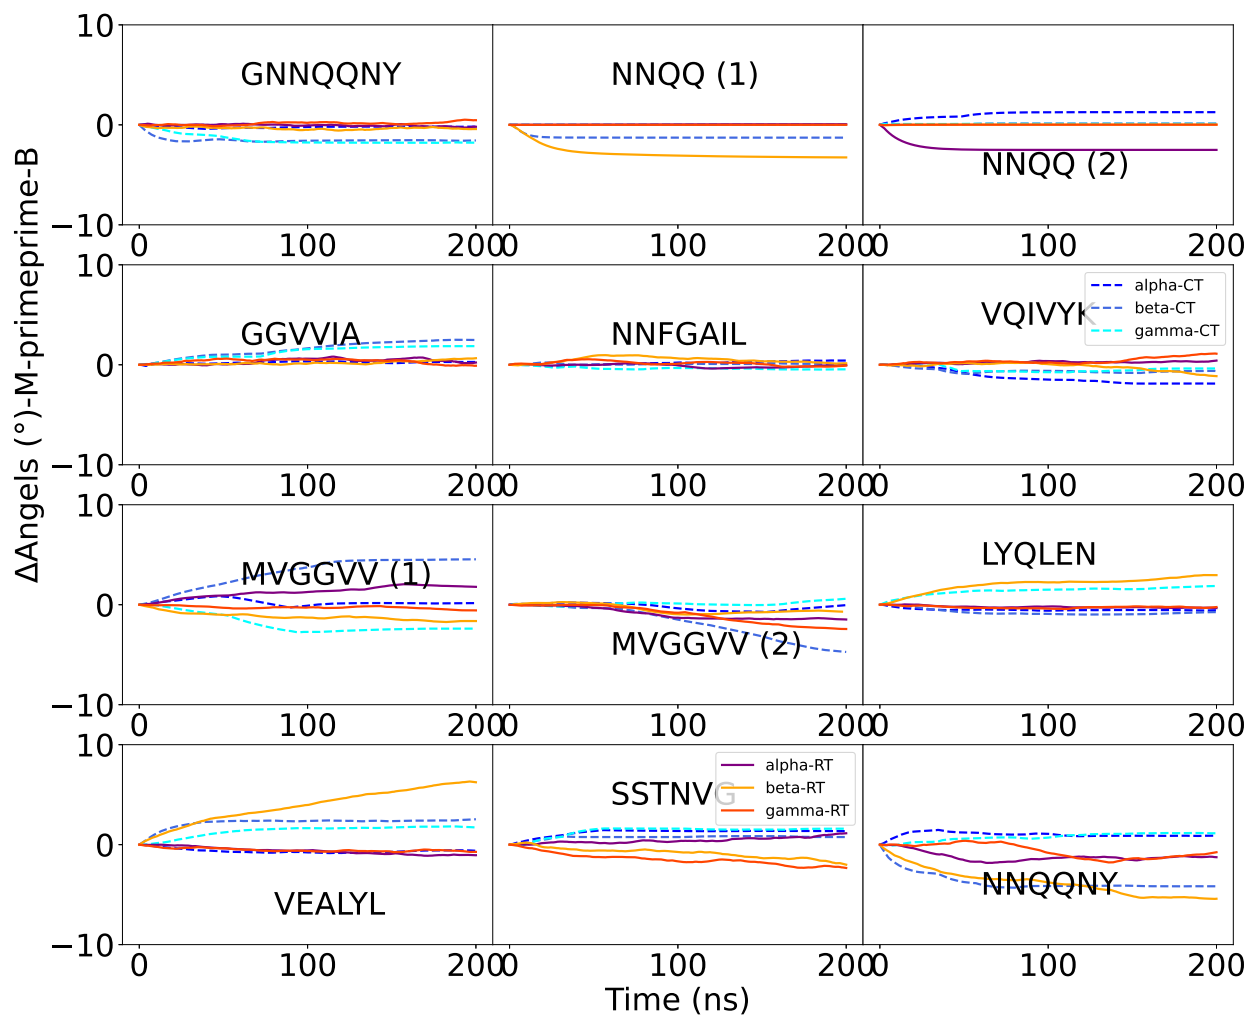 ΔAngels (°)-M-primeprime-B
10
0
−10
GNNQQNY
NNQQ (1)
NNQQ (2)
0 100 200
0 100 200
0 100 200
10
0
−10
GGVVIA
NNFGAIL
VQIVYK
alpha-CT
beta-CT
gamma-CT
0 100 200
0 100 200
0 100 200
10
0
−10
MVGGVV (1)
MVGGVV (2)
LYQLEN
0 100 200
0 100 200
0 100 200
10
0
−10
VEALYL
SSTNVG
alpha-RT
beta-RT
gamma-RT
NNQQNY
0 100 200
0 100 200
0 100 200
Time (ns)